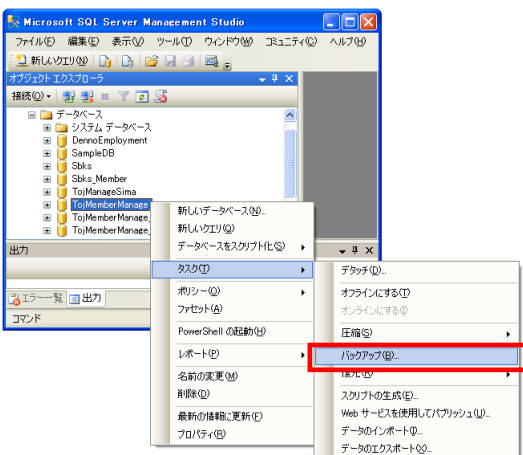 Microsoft SQL Server Management Studio
ファイル(F) 編集(E) 表示(V) ツール(T) ウィンドウ(W) コミュニティ(C) ヘルプ(H)
新しいクエリ(N)
オブジェクト エクスプローラ
接続(O)
データベース
システム データベース
DennoEmployment
SampleDB
Sbks
Sbks_Member
TojManageSima
TojMemberManage
TojMemberManage_
TojMemberManage_
出力
エラー一覧 出力
コマンド
新しいデータベース(N)...
新しいクエリ(Q)
データベースをスクリプト化(S)
タスク(T)
ポリシー(O)
ファセット(A)
PowerShell の起動(H)
レポート(P)
名前の変更(M)
削除(D)
最新の情報に更新(F)
プロパティ(R)
デタッチ(D)...
オフラインにする(T)
オンラインにする(I)
圧縮(S)
バックアップ(B)...
復元(R)
スクリプトの生成(E)...
Web サービスを使用してパブリッシュ(U)...
データのインポート(I)...
データのエクスポート(X)...